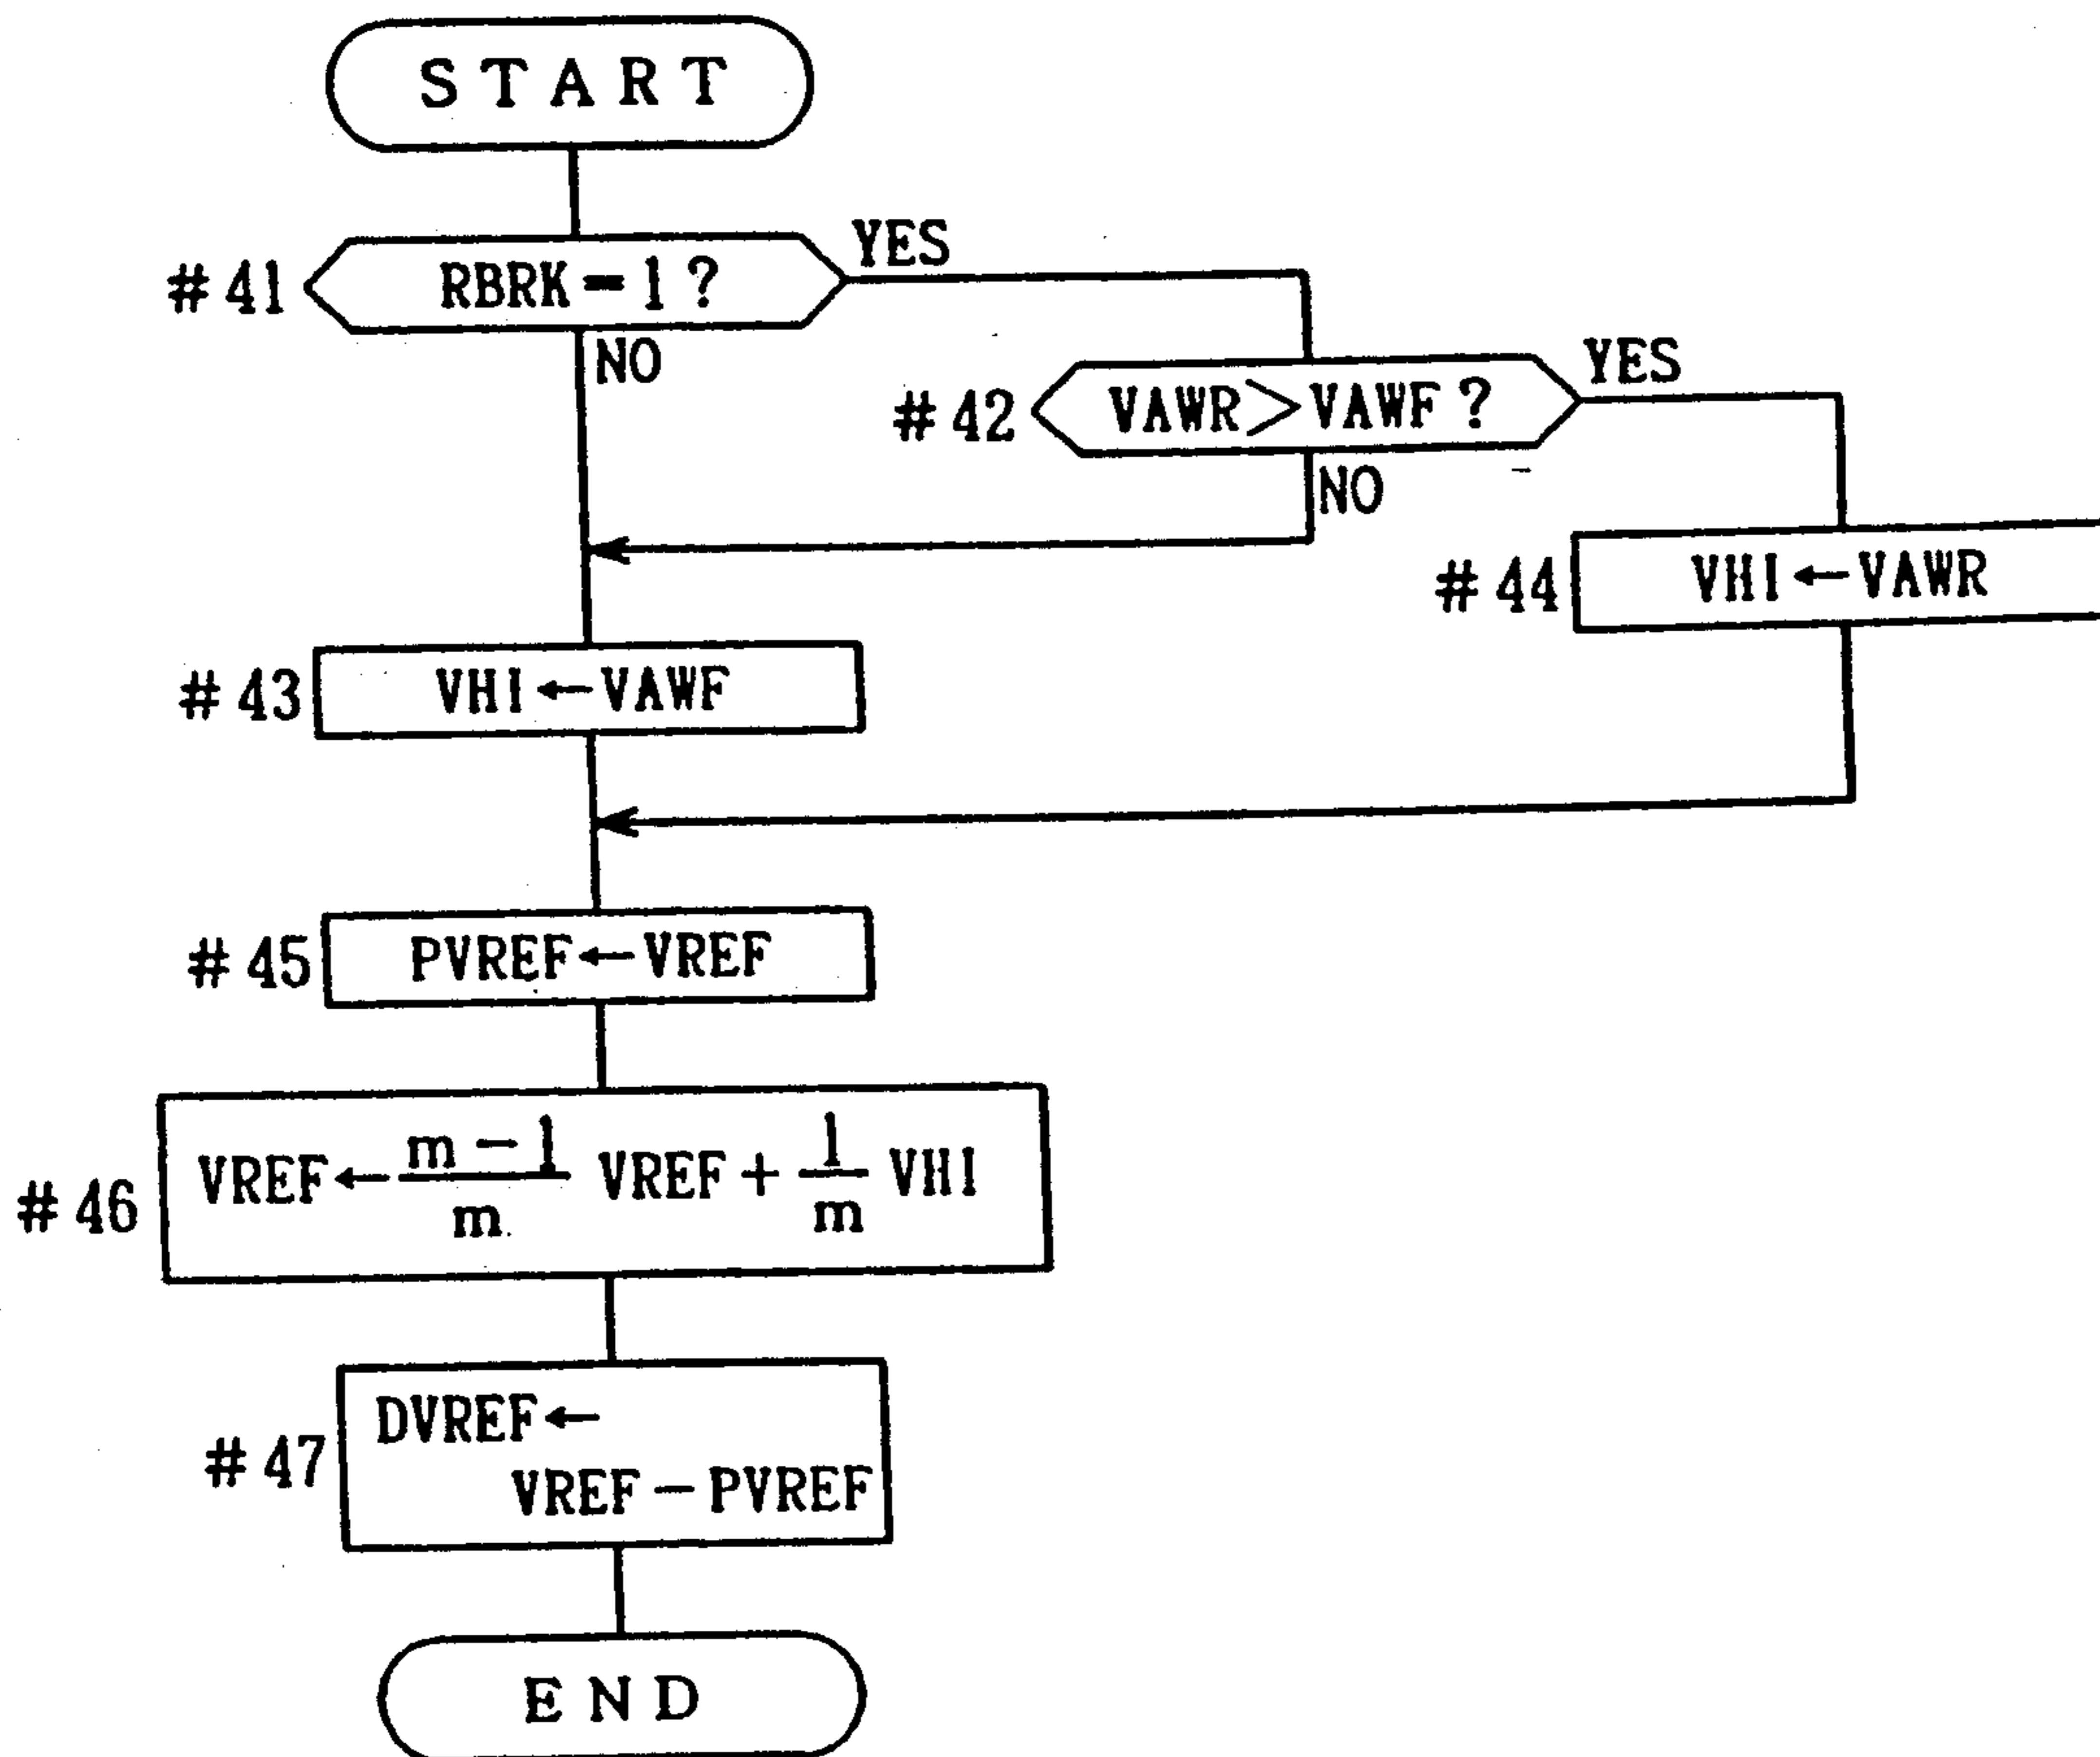 START
#41 RBRK=1? YES
NO
#42 VAWR>VAWF? YES
NO
#44 VHI←VAWR
#43 VHI←VAWF
#45 PVREF←VREF
#46 VREF← m-1/m VREF + 1/m VHI
#47 DVREF←
VREF-PVREF
END